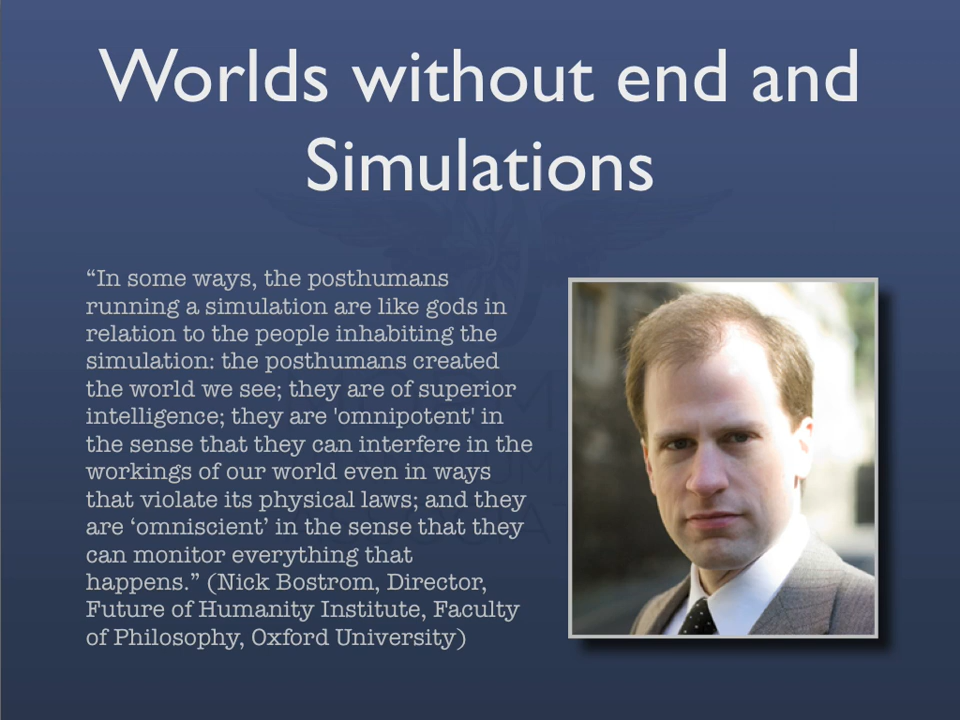 Worlds without end and
Simulations
“In some ways, the posthumans
running a simulation are like gods in
relation to the people inhabiting the
simulation: the posthumans created
the world we see; they are of superior
intelligence; they are 'omnipotent' in
the sense that they can interfere in the
workings of our world even in ways
that violate its physical laws; and they
are ‘omniscient’ in the sense that they
can monitor everything that
happens.” (Nick Bostrom, Director,
Future of Humanity Institute, Faculty
of Philosophy, Oxford University)